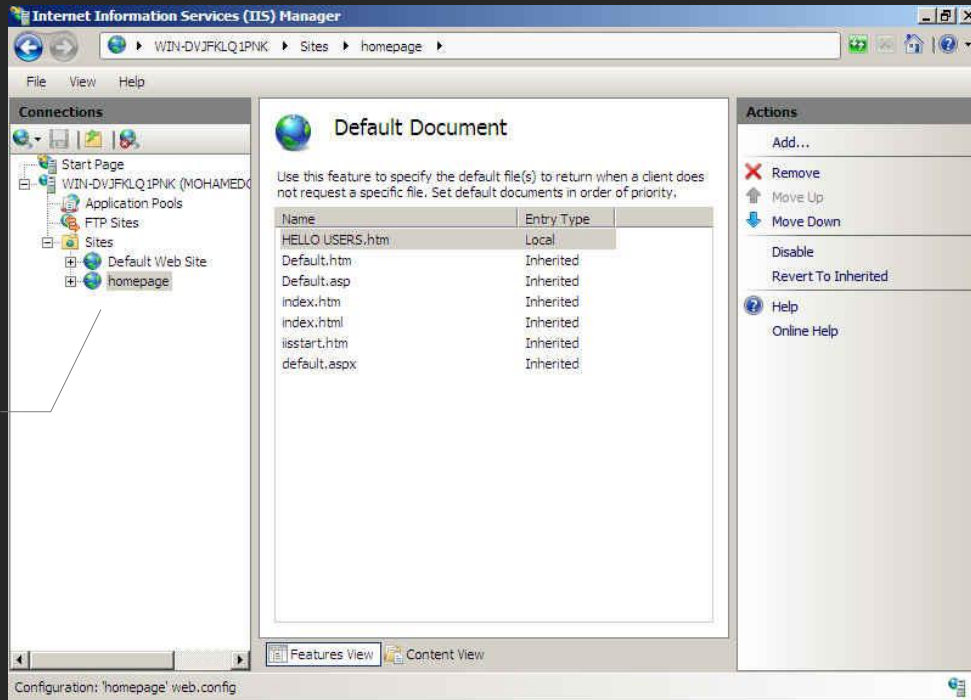 Internet Information Services (IIS) Manager
WIN-DVJFKLQ1PNK Sites homepage
File View Help
Connections
Start Page
WIN-DVJFKLQ1PNK (MOHAMED
Application Pools
FTP Sites
Sites
Default Web Site
homepage
Default Document
Use this feature to specify the default file(s) to return when a client does
not request a specific file. Set default documents in order of priority.
Name Entry Type
HELLO USERS.htm Local
Default.htm Inherited
Default.asp Inherited
index.htm Inherited
index.html Inherited
iisstart.htm Inherited
default.aspx Inherited
Features View Content View
Actions
Add...
Remove
Move Up
Move Down
Disable
Revert To Inherited
Help
Online Help
Configuration: 'homepage' web.config